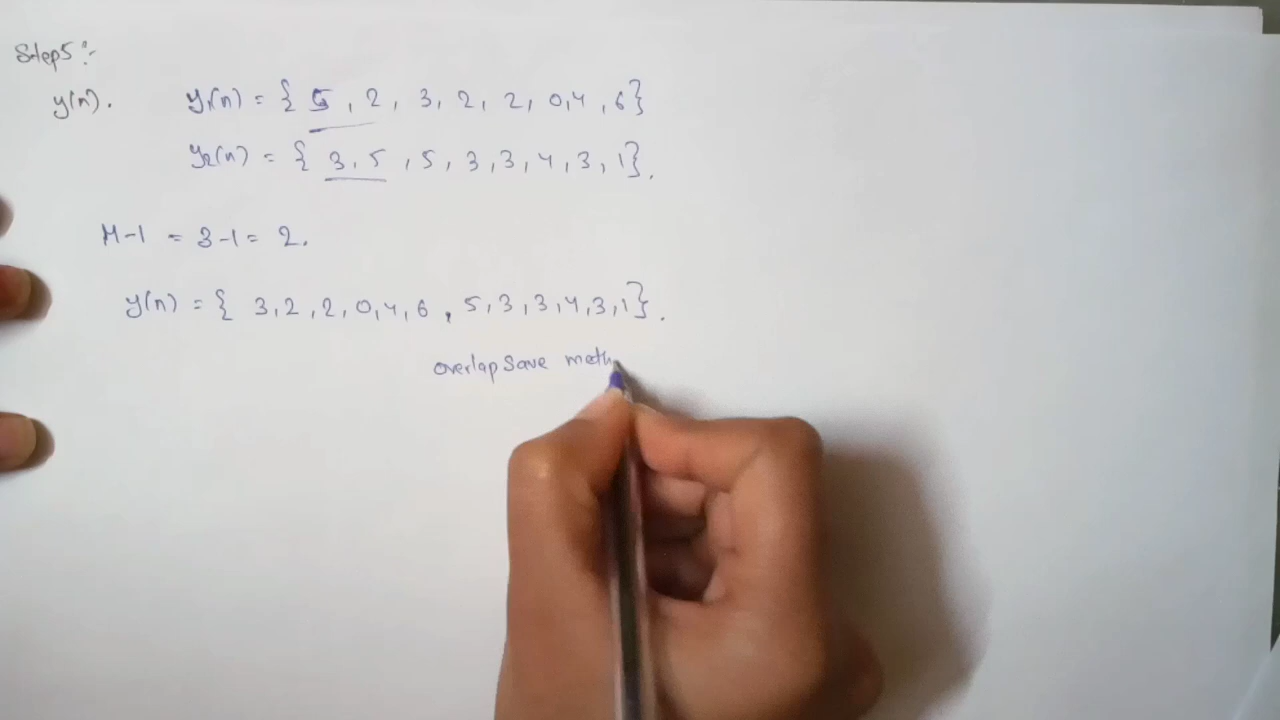 Step5:-
y(n). y1(n) = { 5, 2, 3, 2, 2, 0,4, 6}
y2(n) = { 3, 5, 5, 3, 3, 4, 3, 1}.
M-1 = 3-1 = 2.
y(n) = { 3, 2, 2, 0, 4, 6, 5, 3, 3, 4, 3, 1}.
overlap save meth